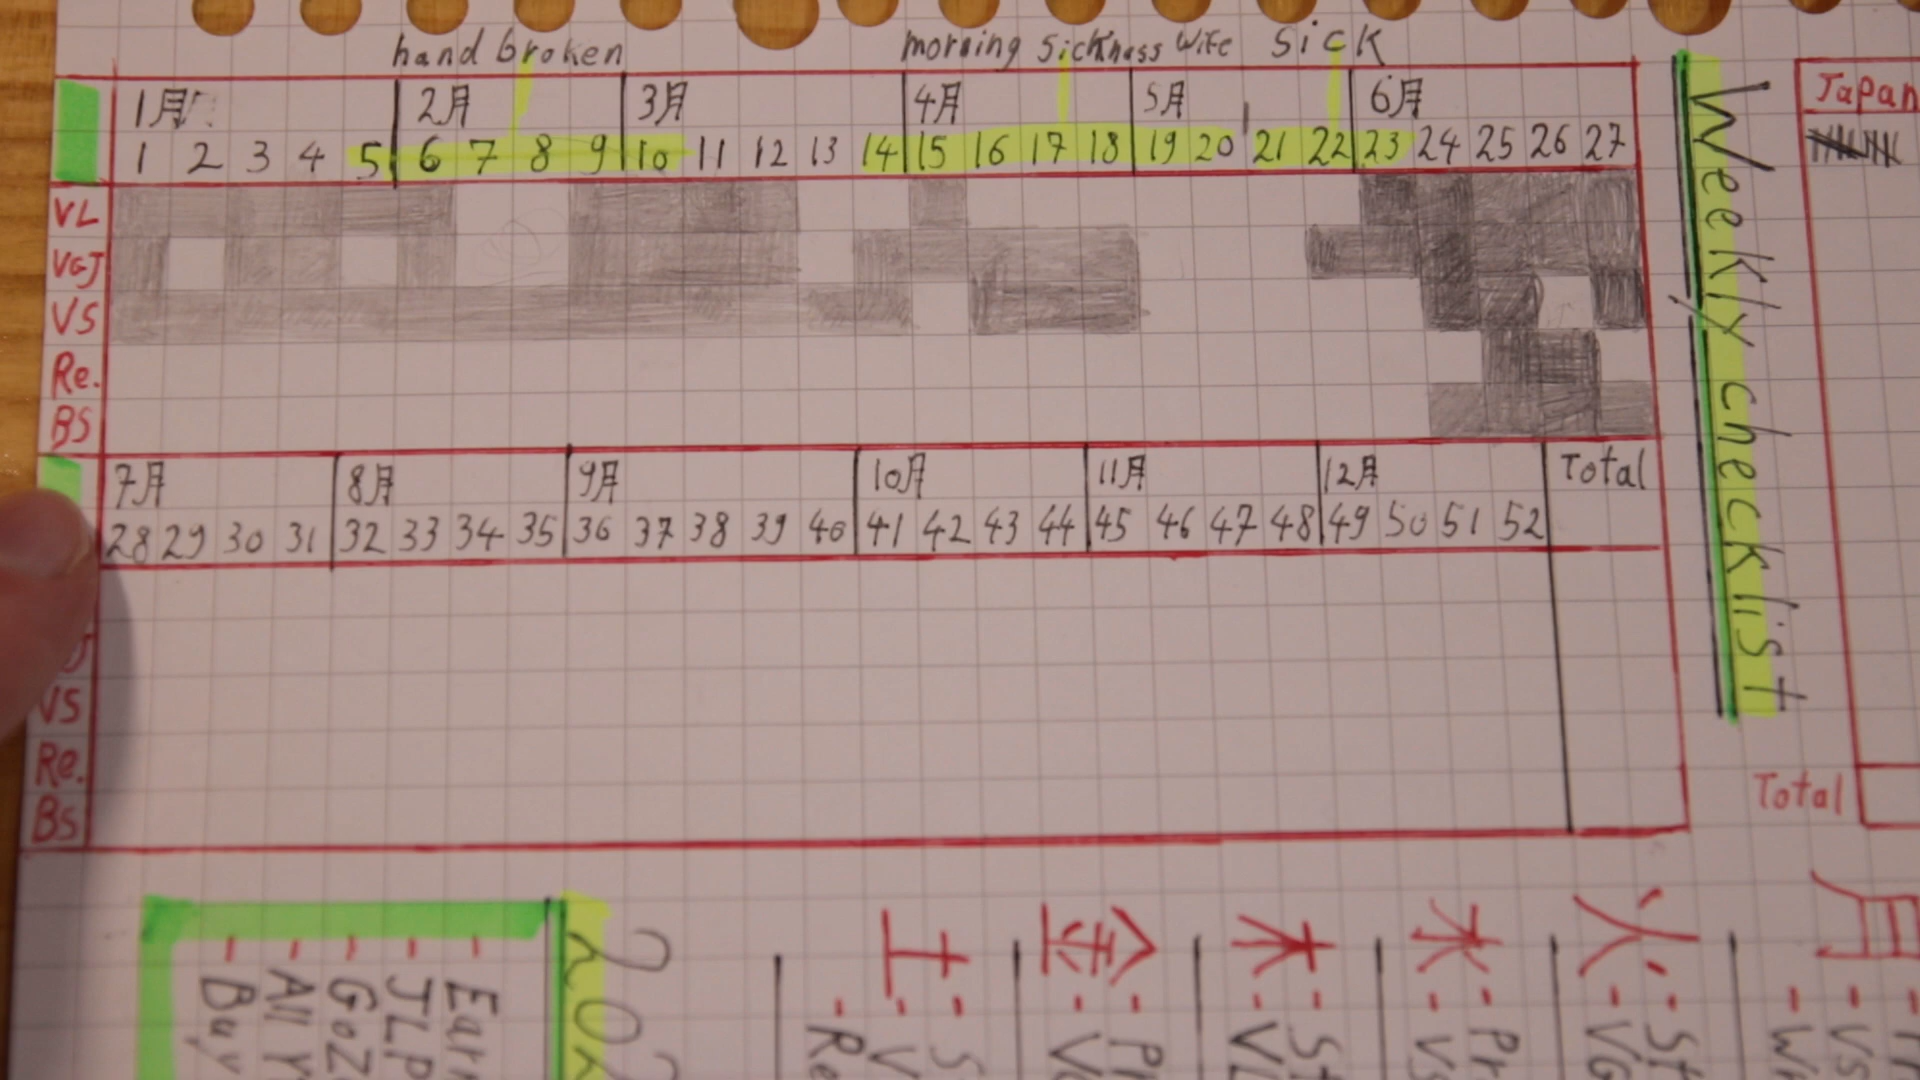 hand broken morning sickness wife sick
1月 2月 3月 4月 5月 6月
1 2 3 4 5 6 7 8 9 10 11 12 13 14 15 16 17 18 19 20 21 22 23 24 25 26 27
VL
VGJ
VS
Re.
BS
7月 8月 9月 10月 11月 12月 Total
28 29 30 31 32 33 34 35 36 37 38 39 40 41 42 43 44 45 46 47 48 49 50 51 52
VS
Re.
Bs
Weekly checklist
Japan
Total
月
火
水
木
金
土
- Buy
- All
- JLP